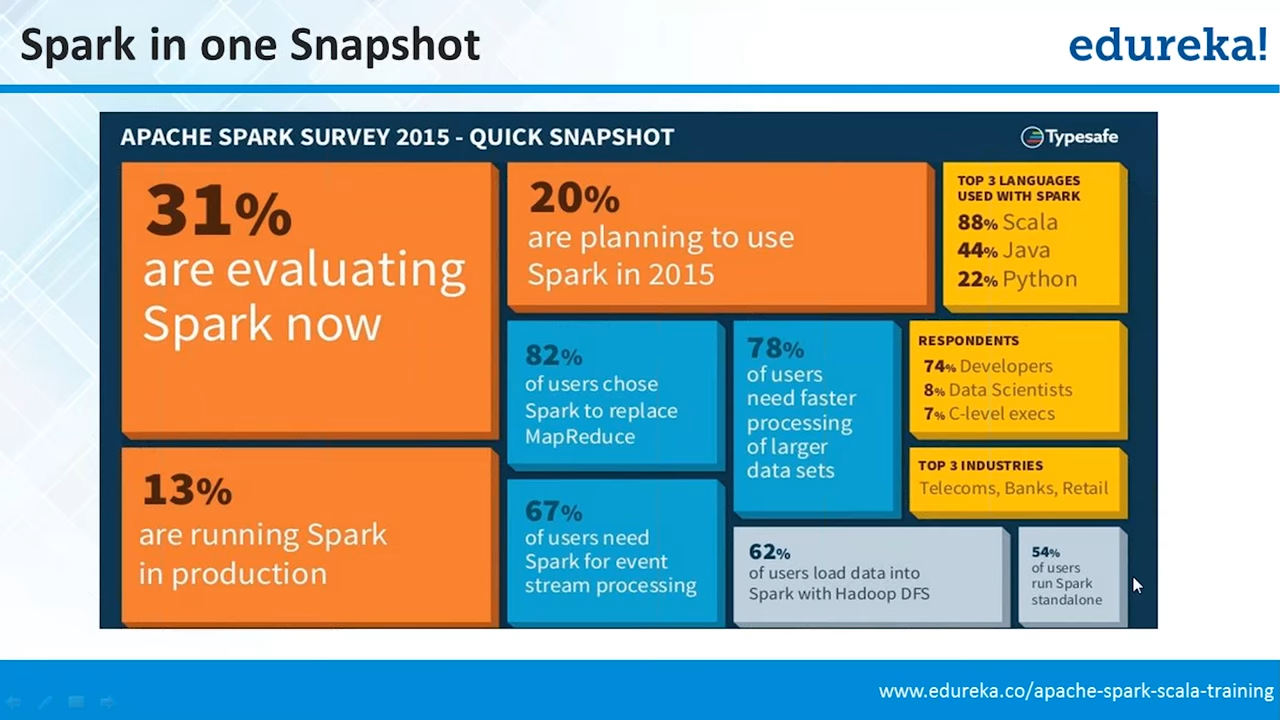 Spark in one Snapshot
edureka!
APACHE SPARK SURVEY 2015 - QUICK SNAPSHOT
Typesafe
31%
are evaluating
Spark now
20%
are planning to use
Spark in 2015
TOP 3 LANGUAGES
USED WITH SPARK
88% Scala
44% Java
22% Python
82%
of users chose
Spark to replace
MapReduce
78%
of users
need faster
processing
of larger
data sets
RESPONDENTS
74% Developers
8% Data Scientists
7% C-level execs
13%
are running Spark
in production
67%
of users need
Spark for event
stream processing
TOP 3 INDUSTRIES
Telecoms, Banks, Retail
62%
of users load data into
Spark with Hadoop DFS
54%
of users
run Spark
standalone
www.edureka.co/apache-spark-scala-training